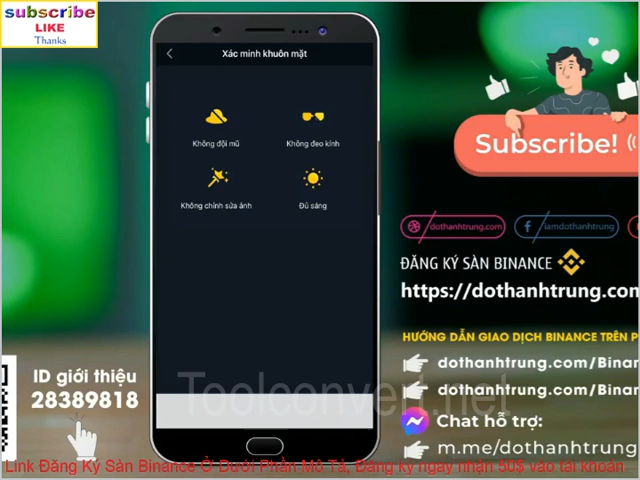 subscribe
LIKE
Thanks
Xác minh khuôn mặt
Không đội mũ
Không đeo kính
Không chỉnh sửa ảnh
Đủ sáng
Subscribe!
dothanhtrung.com
iamdothanhtrung
ĐĂNG KÝ SÀN BINANCE
https://dothanhtrung.con
HƯỚNG DẪN GIAO DỊCH BINANCE TRÊN P
dothanhtrung.com/Binar
dothanhtrung.com/Binar
Chat hỗ trợ:
m.me/dothanhtrung
ID giới thiệu
28389818
Toolconvert.net
Link Đăng Ký Sàn Binance Ở Dưới Phần Mô Tả, Đăng ký ngay nhận 50$ vào tài khoản